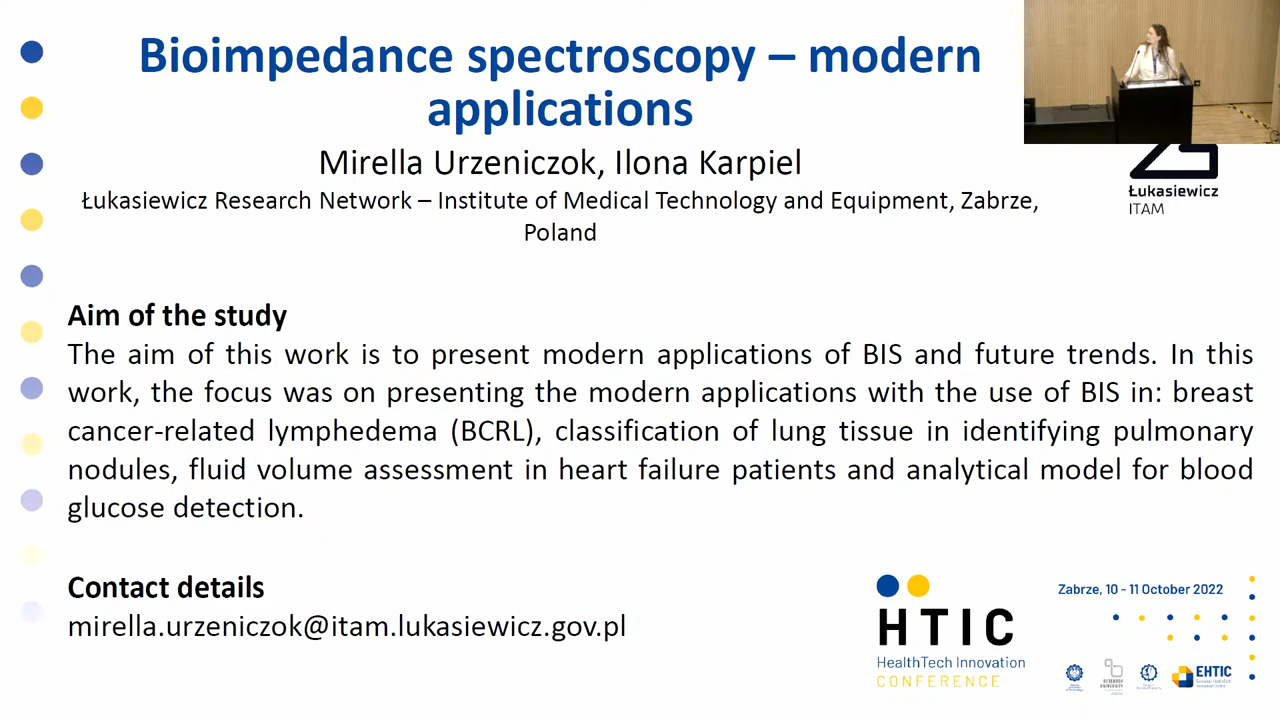 Bioimpedance spectroscopy – modern
applications
Mirella Urzeniczok, Ilona Karpiel
Łukasiewicz Research Network – Institute of Medical Technology and Equipment, Zabrze,
Poland
Łukasiewicz
ITAM
Aim of the study
The aim of this work is to present modern applications of BIS and future trends. In this
work, the focus was on presenting the modern applications with the use of BIS in: breast
cancer-related lymphedema (BCRL), classification of lung tissue in identifying pulmonary
nodules, fluid volume assessment in heart failure patients and analytical model for blood
glucose detection.
Contact details
mirella.urzeniczok@itam.lukasiewicz.gov.pl
HTIC
HealthTech Innovation
CONFERENCE
Zabrze, 10 - 11 October 2022
EHTIC